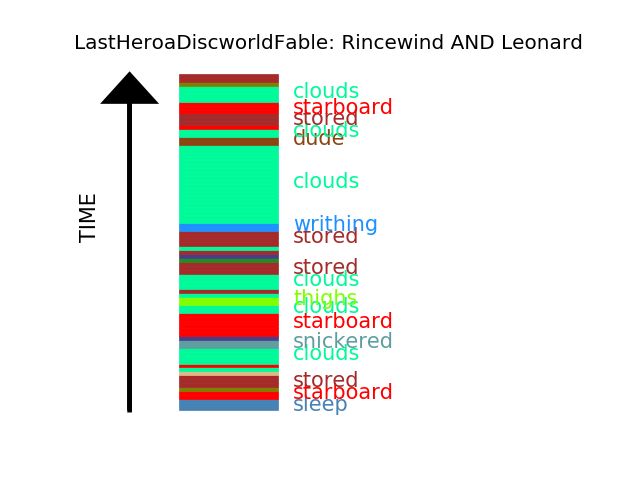 LastHeroaDiscworldFable: Rincewind AND Leonard
clouds
starboard
stored
clouds
dude
clouds
writhing
stored
stored
clouds
thighs
clouds
starboard
snickered
clouds
stored
starboard
sleep
TIME